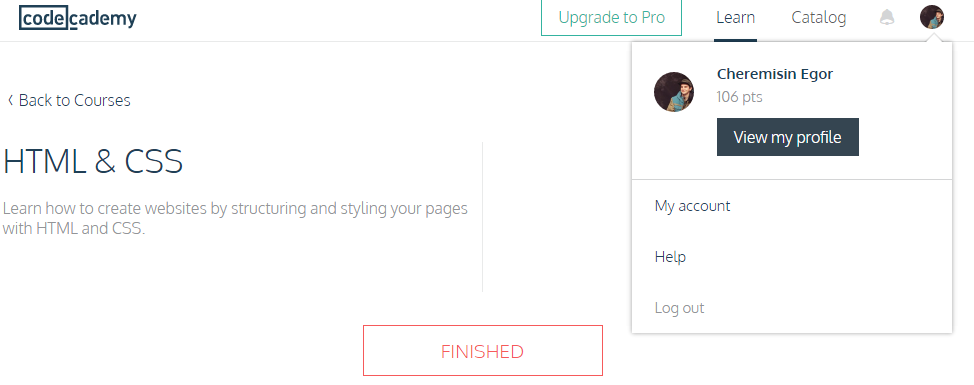 codecademy
Upgrade to Pro
Learn
Catalog
Cheremisin Egor
106 pts
View my profile
My account
Help
Log out
Back to Courses
HTML & CSS
Learn how to create websites by structuring and styling your pages
with HTML and CSS.
FINISHED